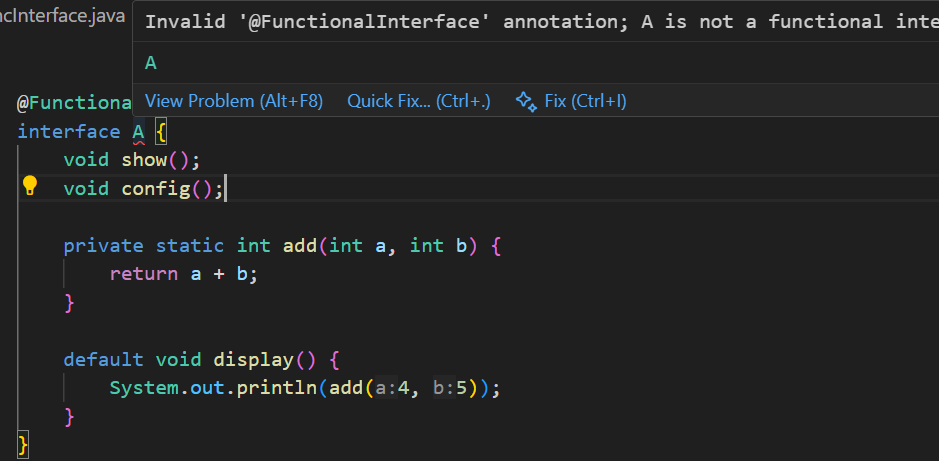 ncInterface.java
Invalid '@FunctionalInterface' annotation; A is not a functional inte
A
View Problem (Alt+F8) Quick Fix... (Ctrl+.) Fix (Ctrl+I)
@Functiona
interface A {
void show();
void config();
private static int add(int a, int b) {
return a + b;
}
default void display() {
System.out.println(add(a:4, b:5));
}
}